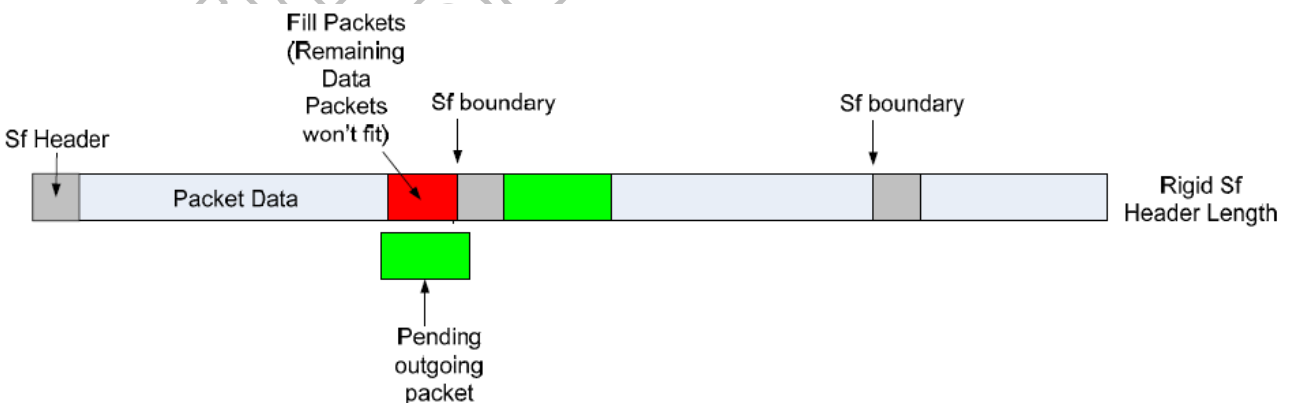 Fill Packets
(Remaining
Data
Packets
won't fit)
Sf boundary
Sf boundary
Sf Header
Packet Data
Rigid Sf
Header Length
Pending
outgoing
packet